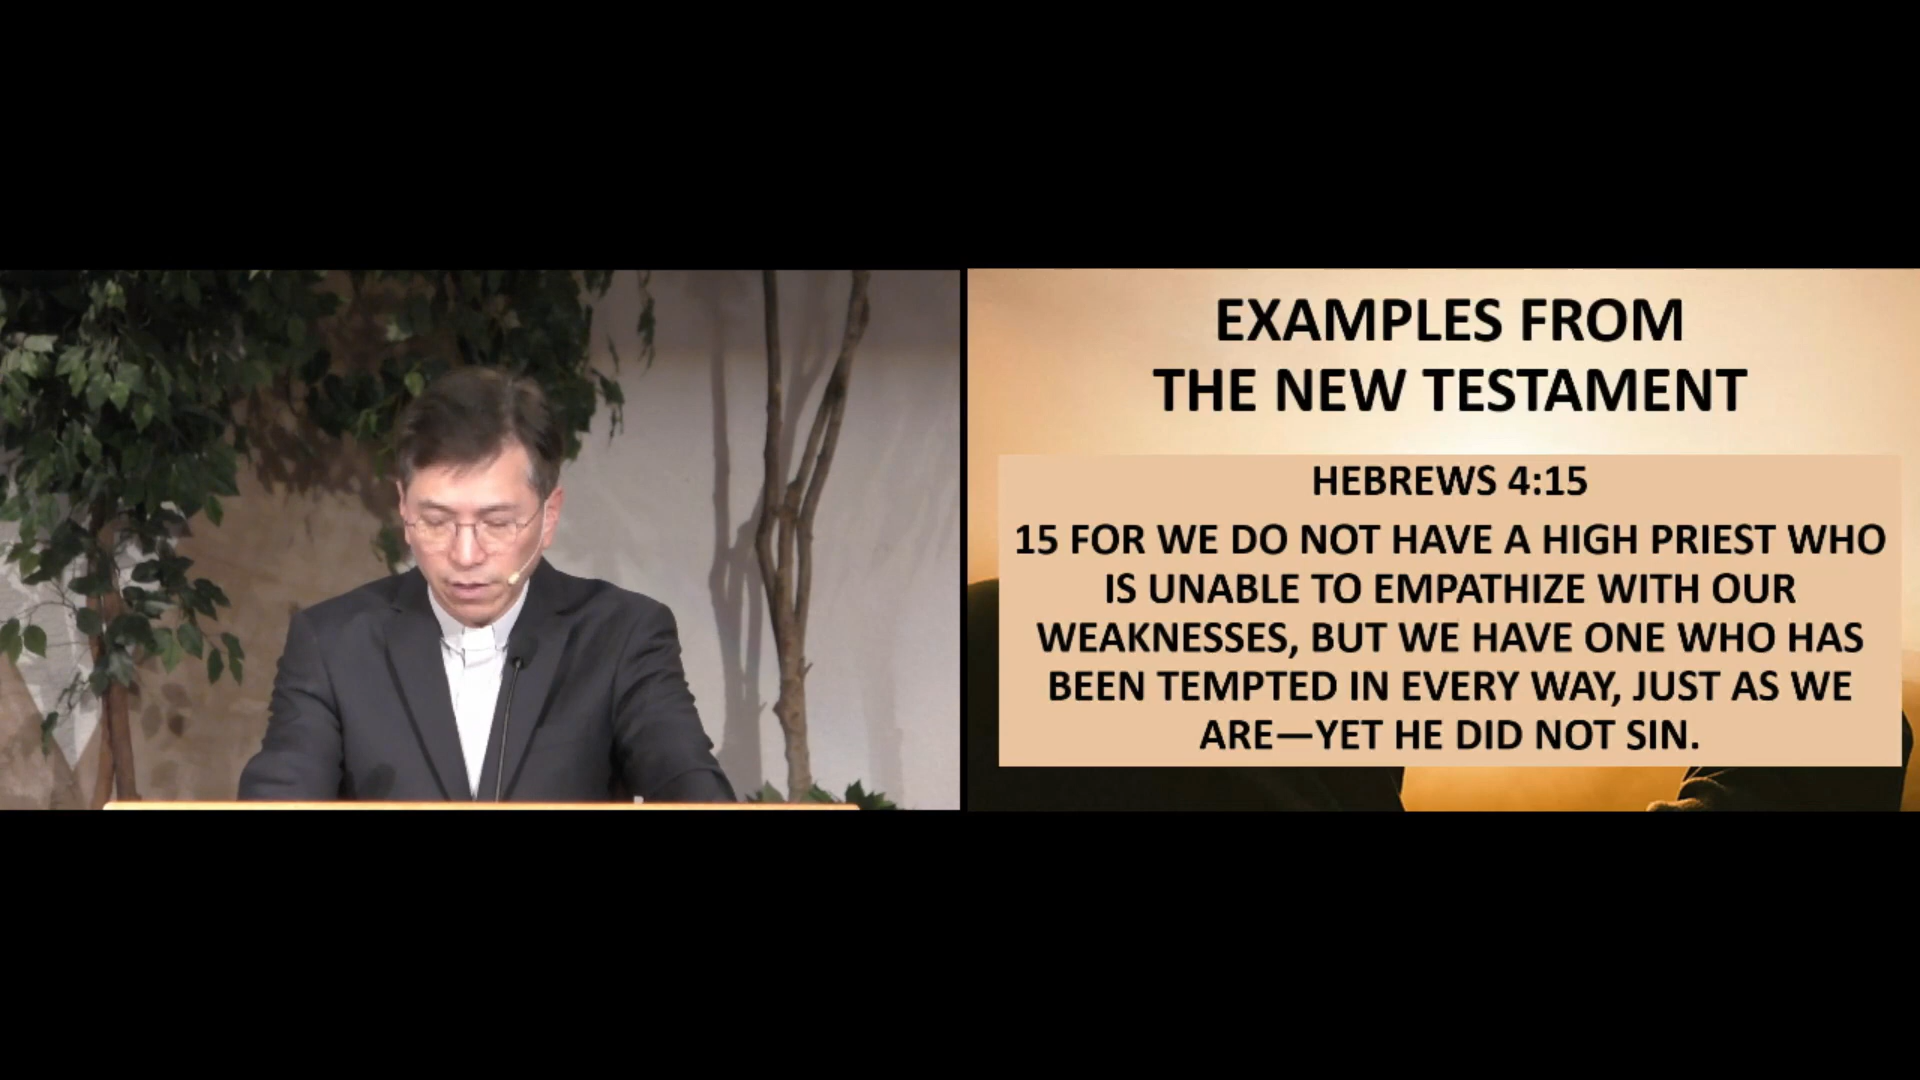 EXAMPLES FROM
THE NEW TESTAMENT
HEBREWS 4:15
15 FOR WE DO NOT HAVE A HIGH PRIEST WHO
IS UNABLE TO EMPATHIZE WITH OUR
WEAKNESSES, BUT WE HAVE ONE WHO HAS
BEEN TEMPTED IN EVERY WAY, JUST AS WE
ARE—YET HE DID NOT SIN.